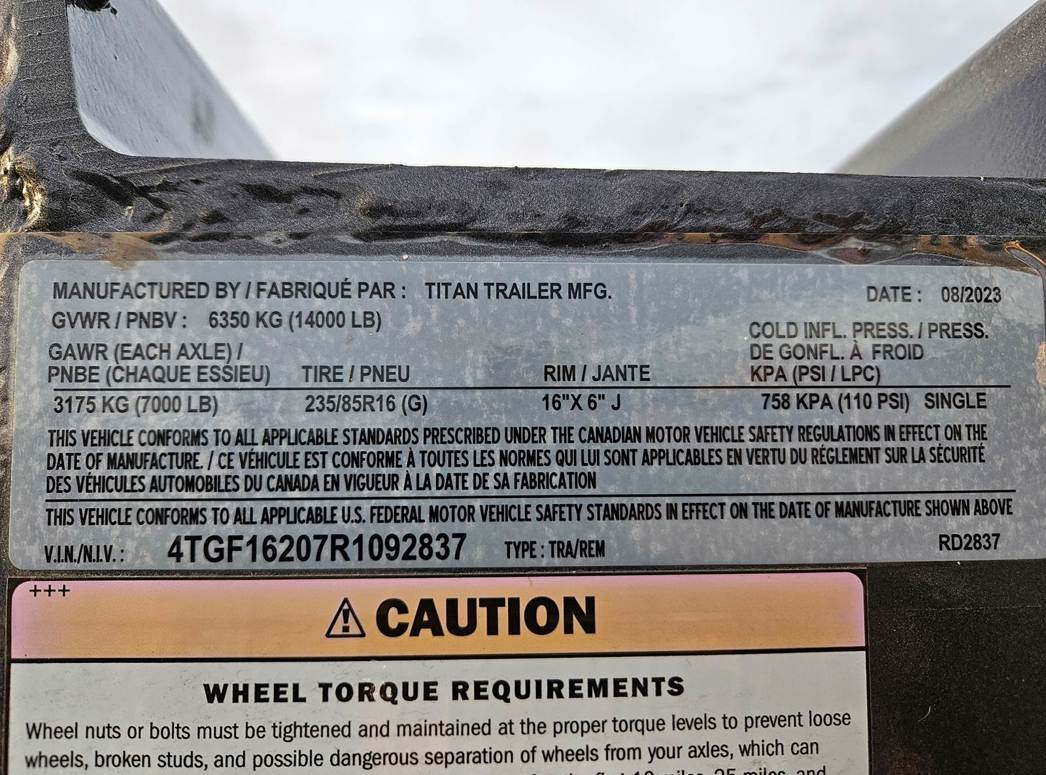 MANUFACTURED BY / FABRIQUÉ PAR : TITAN TRAILER MFG. DATE : 08/2023
GVWR / PNBV : 6350 KG (14000 LB)
GAWR (EACH AXLE) /
PNBE (CHAQUE ESSIEU) TIRE / PNEU RIM / JANTE
COLD INFL. PRESS. / PRESS.
DE GONFL. À FROID
KPA (PSI / LPC)
3175 KG (7000 LB) 235/85R16 (G) 16"X 6" J 758 KPA (110 PSI) SINGLE
THIS VEHICLE CONFORMS TO ALL APPLICABLE STANDARDS PRESCRIBED UNDER THE CANADIAN MOTOR VEHICLE SAFETY REGULATIONS IN EFFECT ON THE
DATE OF MANUFACTURE. / CE VÉHICULE EST CONFORME À TOUTES LES NORMES QUI LUI SONT APPLICABLES EN VERTU DU RÉGLEMENT SUR LA SÉCURITÉ
DES VÉHICULES AUTOMOBILES DU CANADA EN VIGUEUR À LA DATE DE SA FABRICATION
THIS VEHICLE CONFORMS TO ALL APPLICABLE U.S. FEDERAL MOTOR VEHICLE SAFETY STANDARDS IN EFFECT ON THE DATE OF MANUFACTURE SHOWN ABOVE
V.I.N./N.I.V. : 4TGF16207R1092837 TYPE : TRA/REM RD2837
+++
CAUTION
WHEEL TORQUE REQUIREMENTS
Wheel nuts or bolts must be tightened and maintained at the proper torque levels to prevent loose
wheels, broken studs, and possible dangerous separation of wheels from your axles, which can